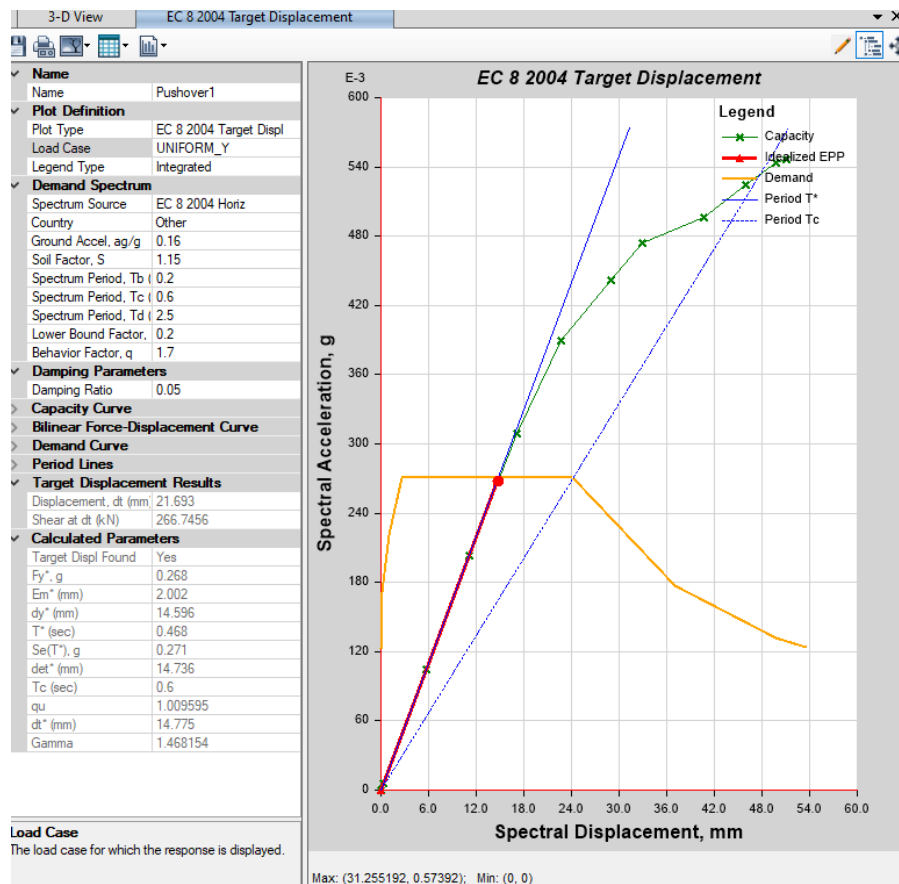 3-D View EC 8 2004 Target Displacement
Name
Name Pushover1
Plot Definition
Plot Type EC 8 2004 Target Displ
Load Case UNIFORM_Y
Legend Type Integrated
Demand Spectrum
Spectrum Source EC 8 2004 Horiz
Country Other
Ground Accel, ag/g 0.16
Soil Factor, S 1.15
Spectrum Period, Tb ( 0.2
Spectrum Period, Tc ( 0.6
Spectrum Period, Td ( 2.5
Lower Bound Factor, 0.2
Behavior Factor, q 1.7
Damping Parameters
Damping Ratio 0.05
Capacity Curve
Bilinear Force-Displacement Curve
Demand Curve
Period Lines
Target Displacement Results
Displacement, dt (mm 21.693
Shear at dt (kN) 266.7456
Calculated Parameters
Target Displ Found Yes
Fy*, g 0.268
Em* (mm) 2.002
dy* (mm) 14.596
T* (sec) 0.468
Se(T*), g 0.271
det* (mm) 14.736
Tc (sec) 0.6
qu 1.009595
dt* (mm) 14.775
Gamma 1.468154
Load Case
The load case for which the response is displayed.
E-3 EC 8 2004 Target Displacement
Legend
Capacity
Idealized EPP
Demand
Period T*
Period Tc
600
540
480
420
360
300
240
180
120
60
0
Spectral Acceleration, g
0.0 6.0 12.0 18.0 24.0 30.0 36.0 42.0 48.0 54.0 60.0
Spectral Displacement, mm
Max: (31.255192, 0.57392); Min: (0, 0)